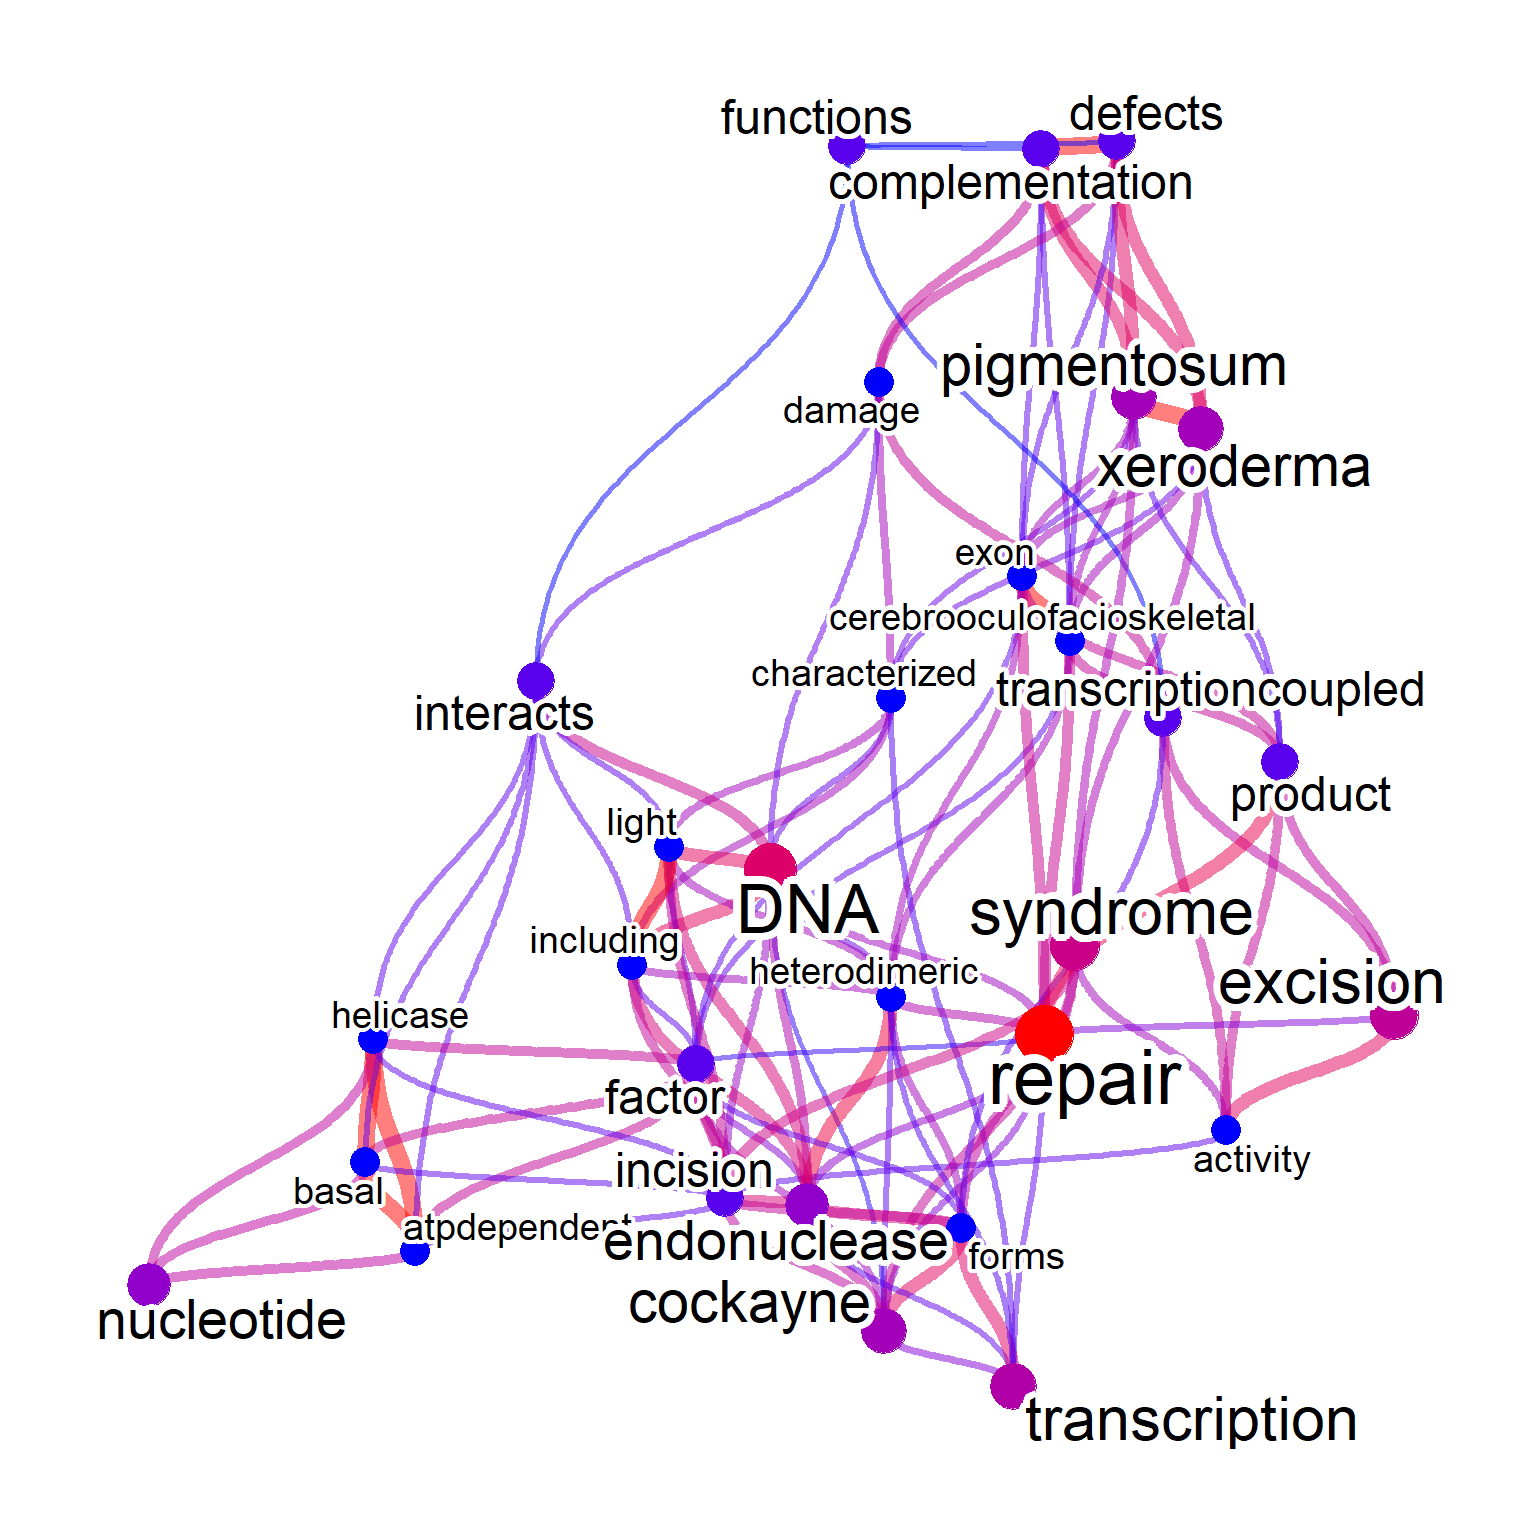 functions
defects
complementation
pigmentosum
damage
xeroderma
exon
cerebrooculofacioskeletal
characterized
transcriptioncoupled
interacts
product
light
DNA
syndrome
including
heterodimeric
excision
helicase
repair
factor
incision
activity
basal
atpdependent
endonuclease
forms
cockayne
nucleotide
transcription